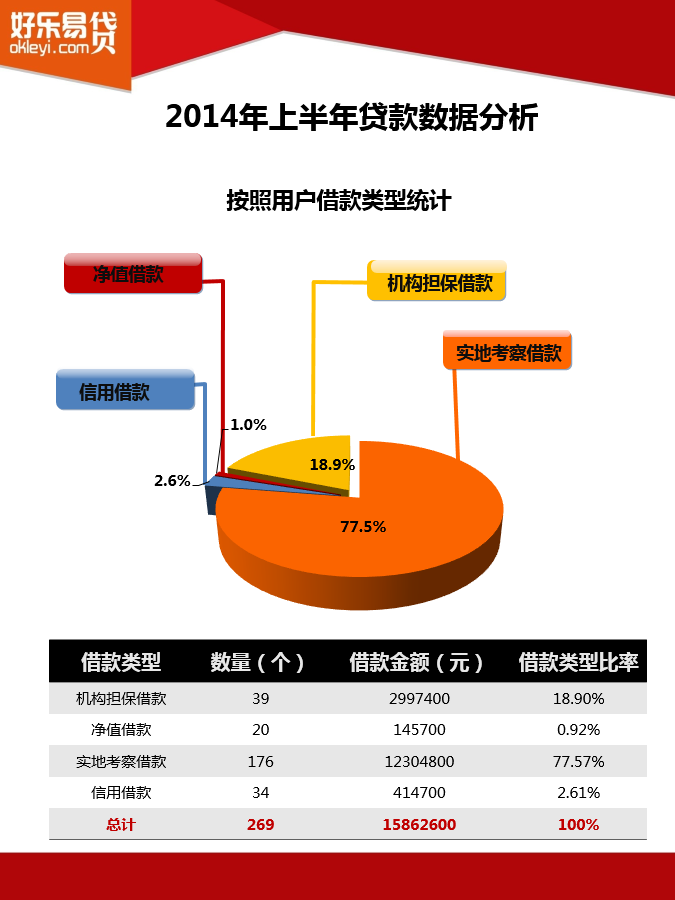 好乐易贷
okleyi.com
2014年上半年贷款数据分析
按照用户借款类型统计
净值借款
机构担保借款
实地考察借款
信用借款
1.0%
18.9%
2.6%
77.5%
借款类型 数量（个） 借款金额（元） 借款类型比率
机构担保借款 39 2997400 18.90%
净值借款 20 145700 0.92%
实地考察借款 176 12304800 77.57%
信用借款 34 414700 2.61%
总计 269 15862600 100%